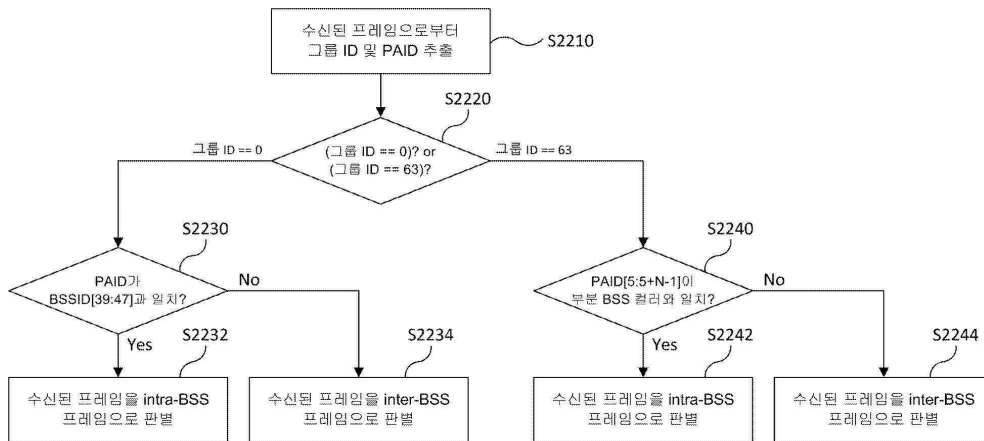 수신된 프레임으로부터
그룹 ID 및 PAID 추출
S2210
S2220
그룹 ID == 0
(그룹 ID == 0)? or
(그룹 ID == 63)?
그룹 ID == 63
S2230
PAID가
BSSID[39:47]과 일치?
No
Yes
S2240
PAID[5:5+N-1]이
부분 BSS 컬러와 일치?
No
Yes
S2232
수신된 프레임을 intra-BSS
프레임으로 판별
S2234
수신된 프레임을 inter-BSS
프레임으로 판별
S2242
수신된 프레임을 intra-BSS
프레임으로 판별
S2244
수신된 프레임을 inter-BSS
프레임으로 판별